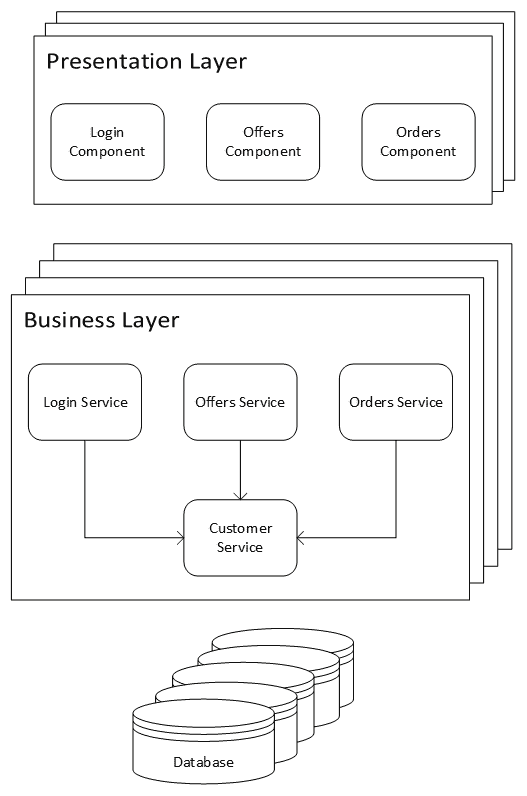 Presentation Layer
Login
Component
Offers
Component
Orders
Component
Business Layer
Login Service
Offers Service
Orders Service
Customer
Service
Database